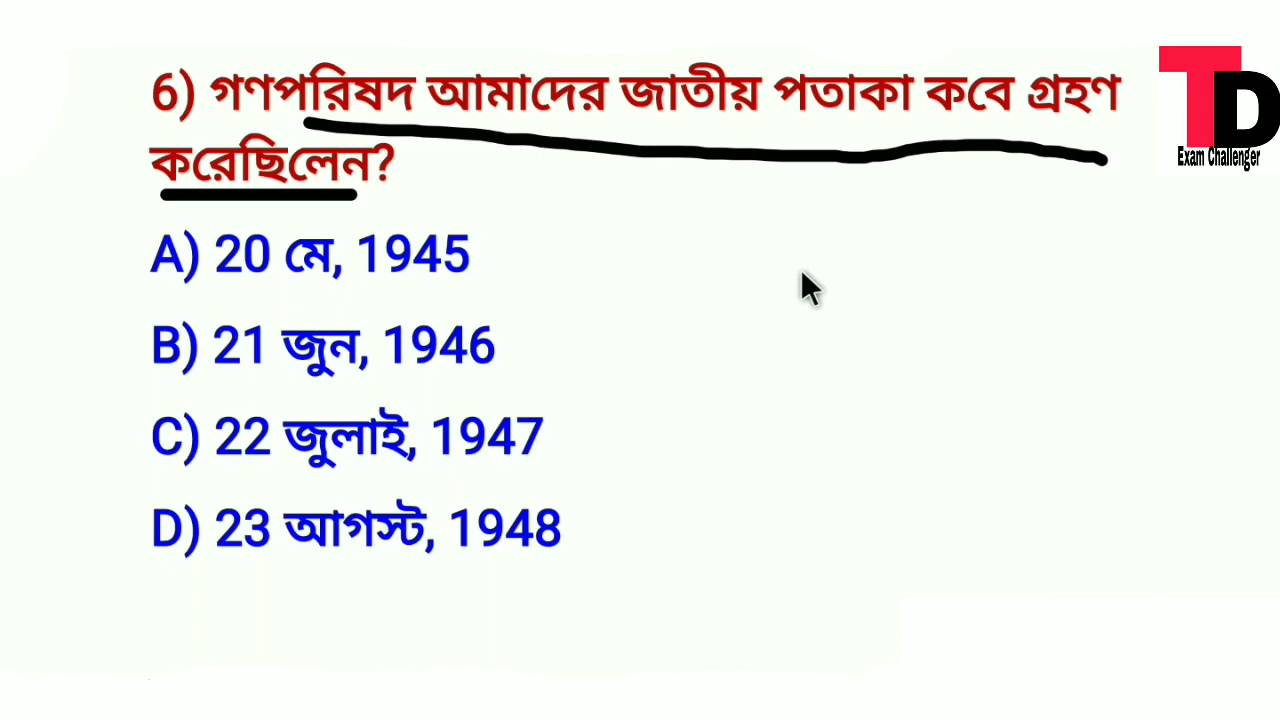 6) গণপরিষদ আমাদের জাতীয় পতাকা কবে গ্রহণ
করেছিলেন?
A) 20 মে, 1945
B) 21 জুন, 1946
C) 22 জুলাই, 1947
D) 23 আগস্ট, 1948
TD
Exam Challenger